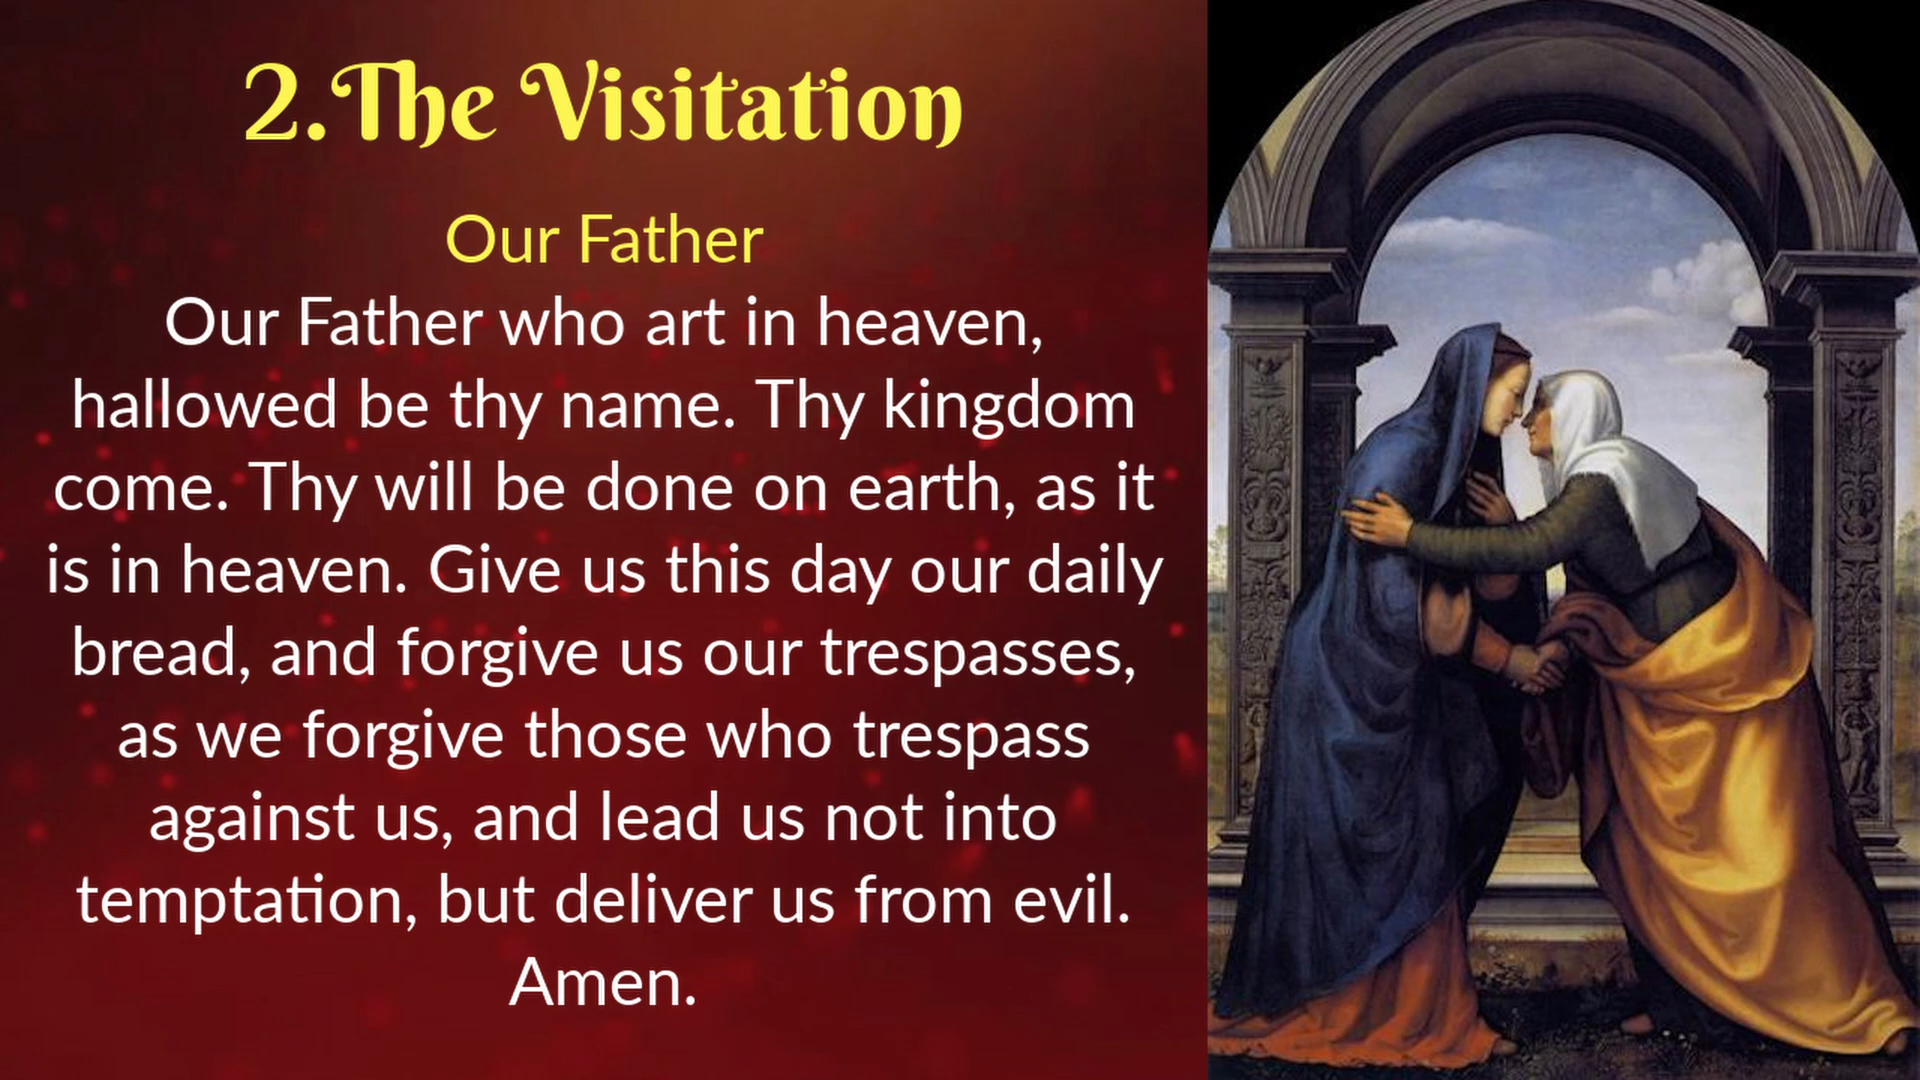 2.The Visitation
Our Father
Our Father who art in heaven,
hallowed be thy name. Thy kingdom
come. Thy will be done on earth, as it
is in heaven. Give us this day our daily
bread, and forgive us our trespasses,
as we forgive those who trespass
against us, and lead us not into
temptation, but deliver us from evil.
Amen.